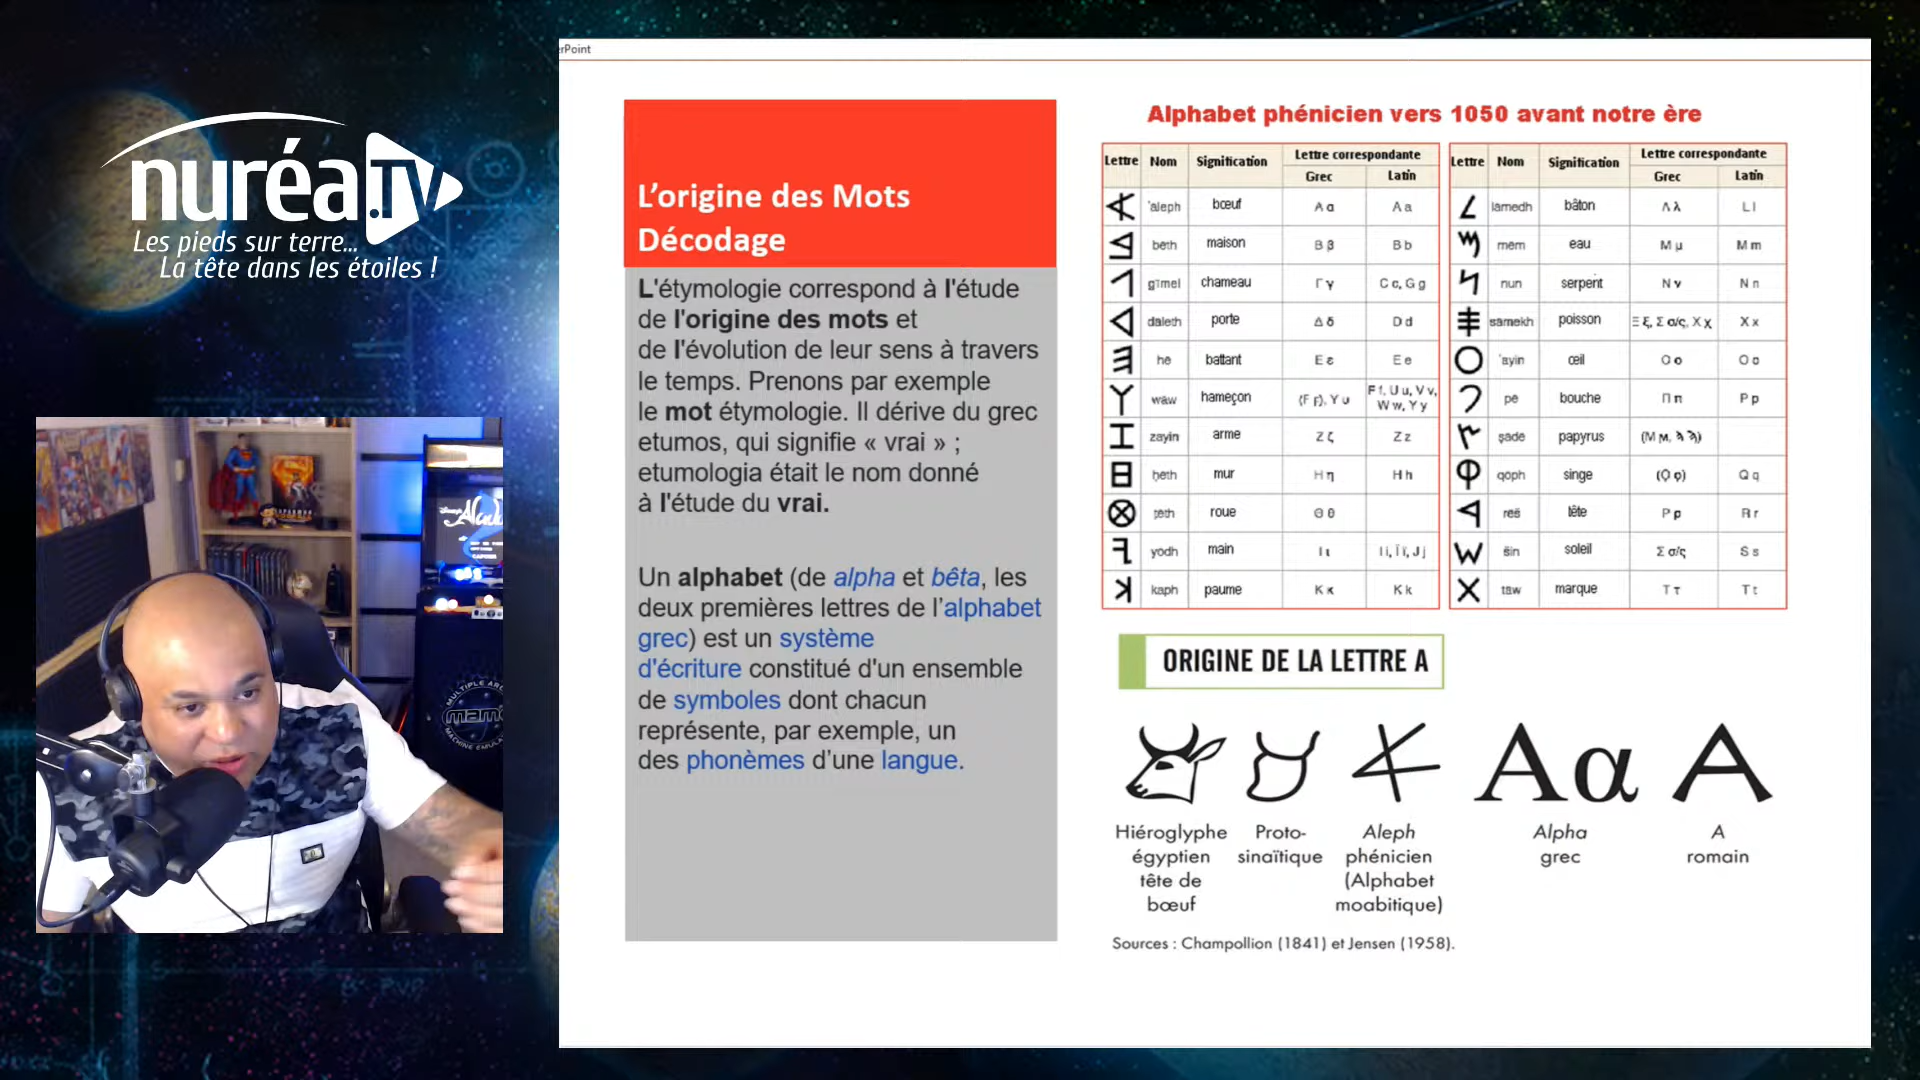 rPoint
nuréa.TV
Les pieds sur terre...
La tête dans les étoiles !
L'origine des Mots
Décodage
L'étymologie correspond à l'étude
de l'origine des mots et
de l'évolution de leur sens à travers
le temps. Prenons par exemple
le mot étymologie. Il dérive du grec
etumos, qui signifie « vrai » ;
etumologia était le nom donné
à l'étude du vrai.
Un alphabet (de alpha et bêta, les
deux premières lettres de l'alphabet
grec) est un système
d'écriture constitué d'un ensemble
de symboles dont chacun
représente, par exemple, un
des phonèmes d'une langue.
Alphabet phénicien vers 1050 avant notre ère
Lettre Nom Signification Lettre correspondante
Grec Latin
'aleph bœuf Α α A a
beth maison Β β B b
gīmel chameau Γ γ C c, G g
daleth porte Δ δ D d
he battant Ε ε E e
waw hameçon (Ϝ ϝ), Υ υ F f, U u, V v,
W w, Y y
zayin arme Ζ ζ Z z
ḥeth mur Η η H h
ṭeth roue Θ θ
yodh main Ι ι I i, Ï ï, J j
kaph paume Κ κ K k
Lettre Nom Signification Lettre correspondante
Grec Latin
lamedh bâton Λ λ L l
mem eau Μ μ M m
nun serpent Ν ν N n
samekh poisson Ξ ξ, Σ σ/ς, Χ χ X x
'ayin œil Ο ο O o
pe bouche Π π P p
ṣade papyrus
qoph singe (Ϙ ϙ) Q q
reš tête Ρ ρ R r
šin soleil Σ σ/ς S s
taw marque Τ τ T t
ORIGINE DE LA LETTRE A
Aα A
Hiéroglyphe
égyptien
tête de
bœuf
Proto-
sinaïtique
Aleph
phénicien
(Alphabet
moabitique)
Alpha
grec
A
romain
Sources : Champollion (1841) et Jensen (1958).